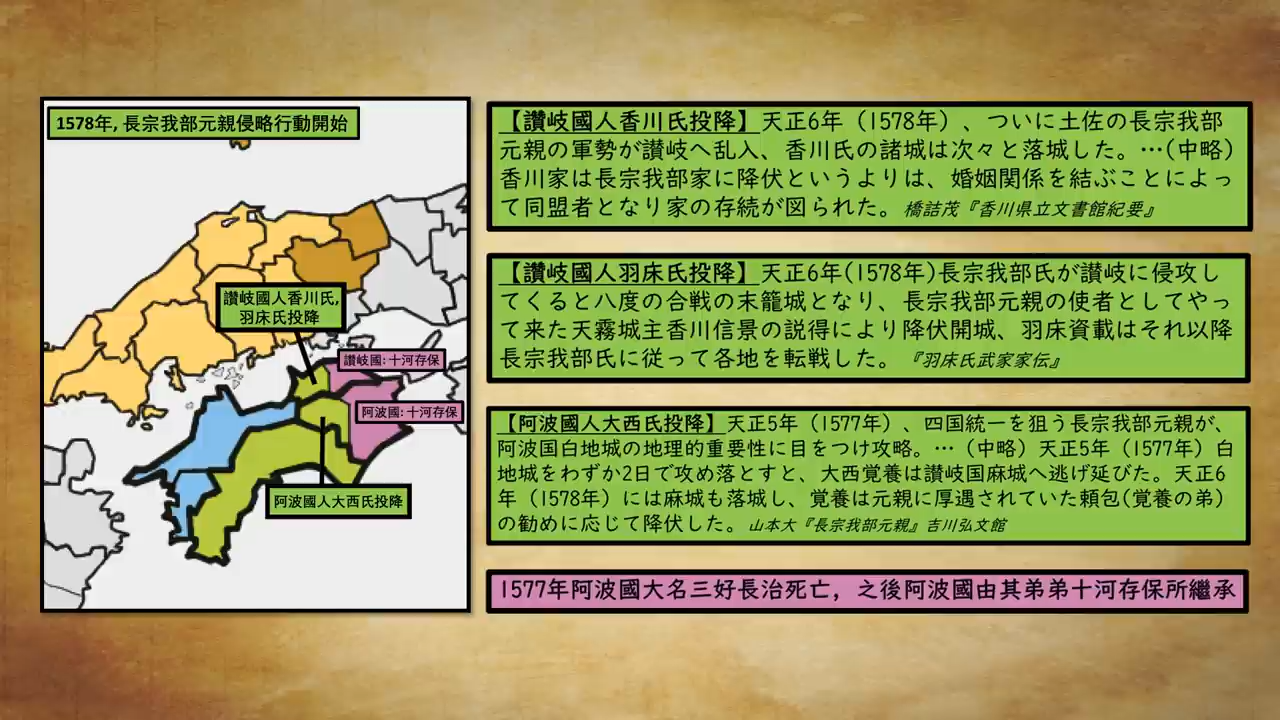 1578年, 長宗我部元親侵略行動開始
讃岐國人香川氏,
羽床氏投降
讃岐國: 十河存保
阿波國: 十河存保
阿波國人大西氏投降
【讃岐國人香川氏投降】天正6年（1578年）、ついに土佐の長宗我部
元親の軍勢が讃岐へ乱入、香川氏の諸城は次々と落城した。…(中略)
香川家は長宗我部家に降伏というよりは、婚姻関係を結ぶことによっ
て同盟者となり家の存続が図られた。 橋詰茂『香川県立文書館紀要』
【讃岐國人羽床氏投降】天正6年(1578年)長宗我部氏が讃岐に侵攻し
てくると八度の合戦の末籠城となり、長宗我部元親の使者としてやっ
て来た天霧城主香川信景の説得により降伏開城、羽床資載はそれ以降
長宗我部氏に従って各地を転戦した。 『羽床氏武家家伝』
【阿波國人大西氏投降】天正5年（1577年）、四国統一を狙う長宗我部元親が、
阿波国白地城の地理的重要性に目をつけ攻略。…（中略）天正5年（1577年）白
地城をわずか2日で攻め落とすと、大西覚養は讃岐国麻城へ逃げ延びた。天正6
年（1578年）には麻城も落城し、覚養は元親に厚遇されていた頼包(覚養の弟)
の勧めに応じて降伏した。 山本大『長宗我部元親』吉川弘文館
1577年阿波國大名三好長治死亡，之後阿波國由其弟弟十河存保所繼承